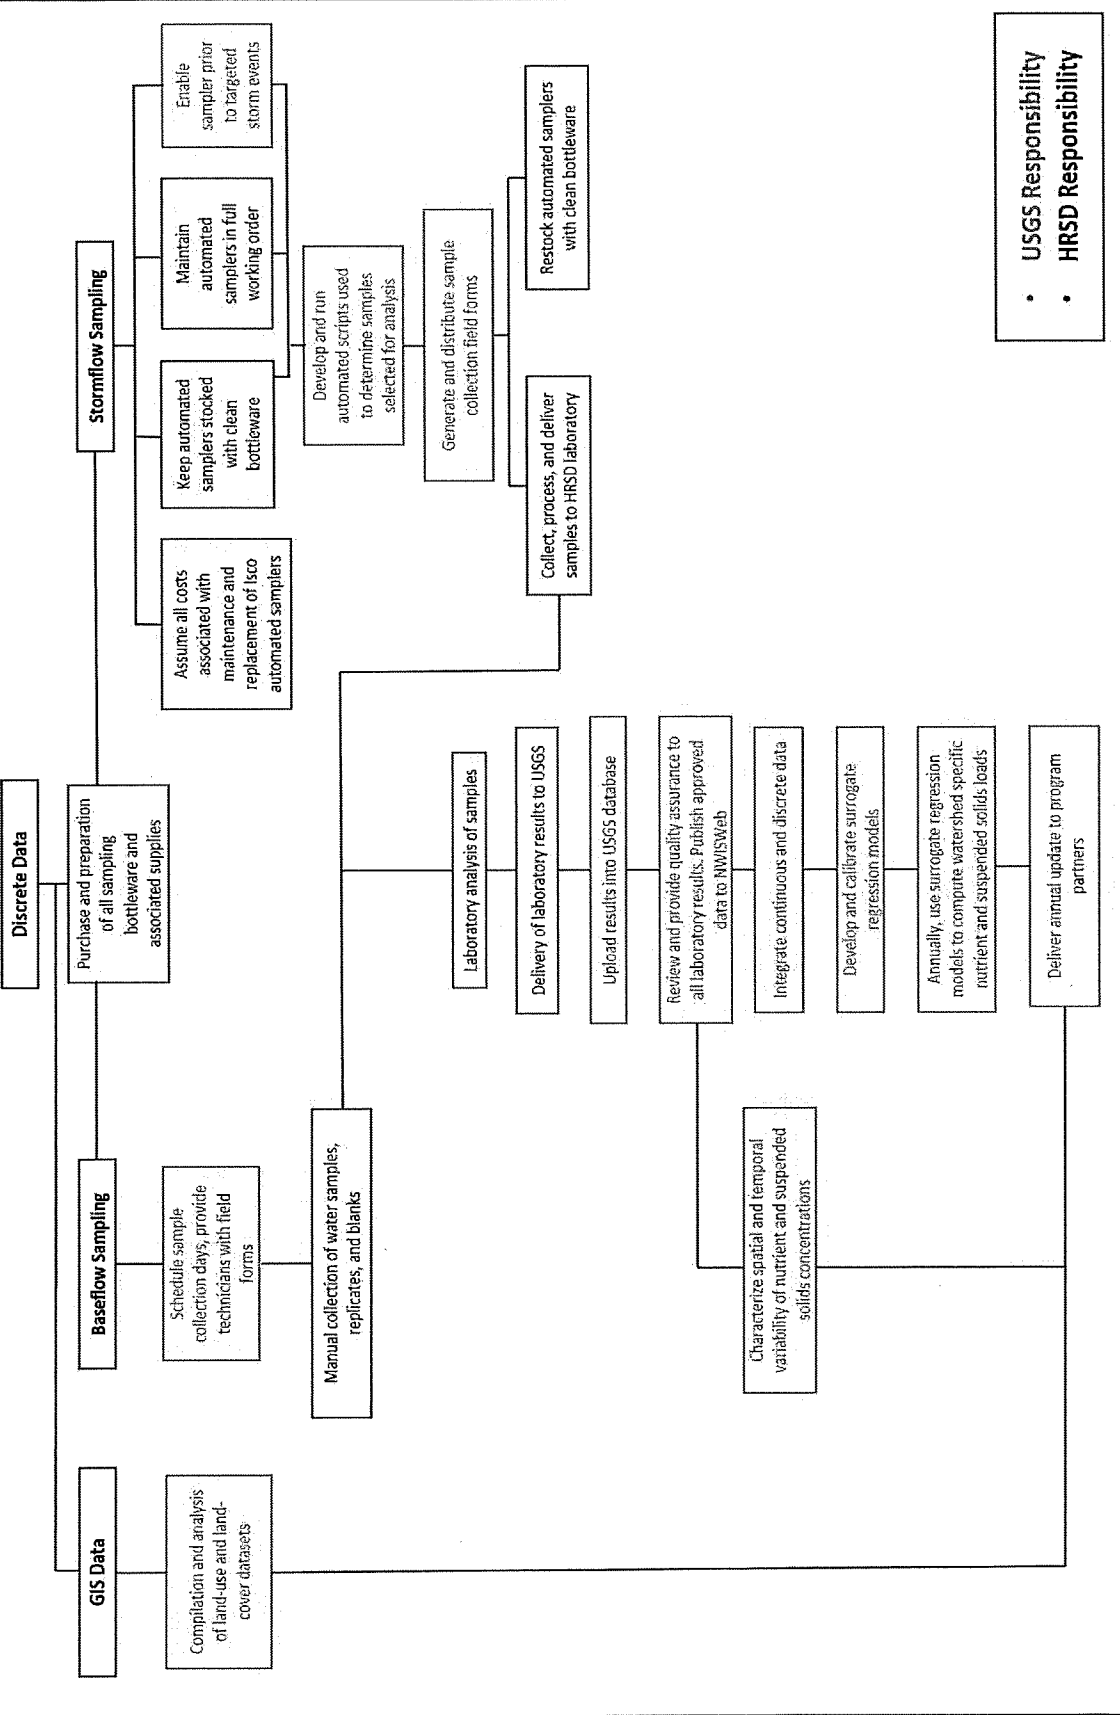 Discrete Data
GIS Data
Baseflow Sampling
Purchase and preparation
of all sampling
bottleware and
associated supplies
Stormflow Sampling
Compilation and analysis
of land-use and land-
cover datasets
Schedule sample
collection days, provide
technicians with field
forms
Assume all costs
associated with
maintenance and
replacement of Isco
automated samplers
Keep automated
samplers stocked
with clean
bottleware
Maintain
automated
samplers in full
working order
Enable
sampler prior
to targeted
storm events
Manual collection of water samples,
replicates, and blanks
Develop and run
automated scripts used
to determine samples
selected for analysis
Generate and distribute sample
collection field forms
Collect, process, and deliver
samples to HRSD laboratory
Restock automated samplers
with clean bottleware
Laboratory analysis of samples
Delivery of laboratory results to USGS
Upload results into USGS database
Review and provide quality assurance to
all laboratory results. Publish approved
data to NWISWeb
Characterize spatial and temporal
variability of nutrient and suspended
solids concentrations
Integrate continuous and discrete data
Develop and calibrate surrogate
regression models
Annually, use surrogate regression
models to compute watershed specific
nutrient and suspended solids loads
Deliver annual update to program
partners
• USGS Responsibility
• HRSD Responsibility